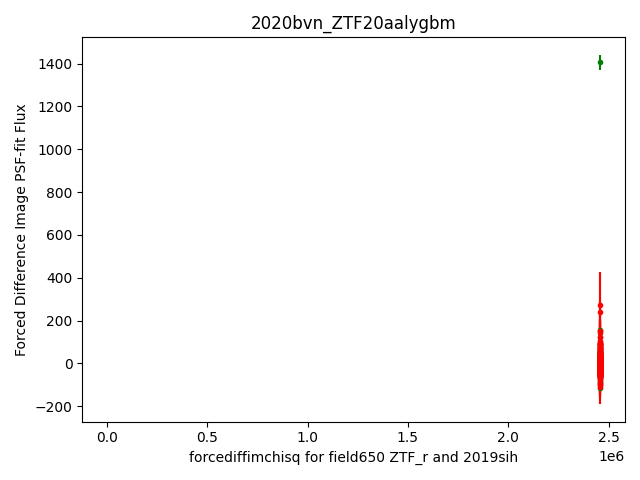 2020bvn_ZTF20aalygbm
1400
1200
1000
800
600
400
200
0
−200
Forced Difference Image PSF-fit Flux
0.0 0.5 1.0 1.5 2.0 2.5
1e6
forcediffimchisq for field650 ZTF_r and 2019sih